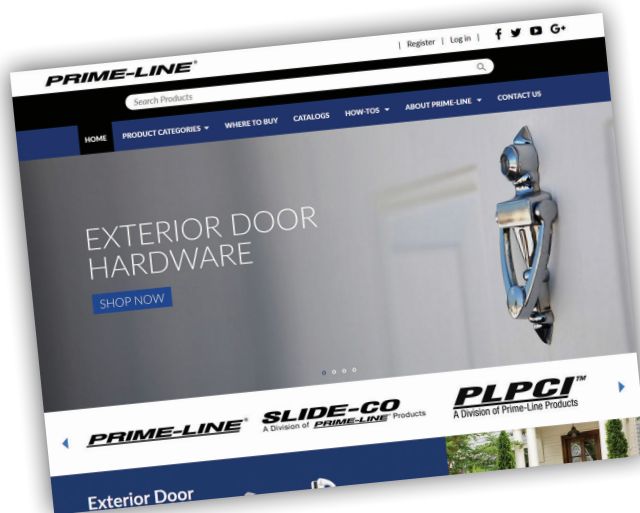 PRIME-LINE®
| Register | Log in |
Search Products
HOME PRODUCT CATEGORIES WHERE TO BUY CATALOGS HOW-TOS ABOUT PRIME-LINE CONTACT US
EXTERIOR DOOR
HARDWARE
SHOP NOW
PRIME-LINE®
SLIDE-CO
A Division of PRIME-LINE® Products
PLPCI™
A Division of Prime-Line Products
Exterior Door